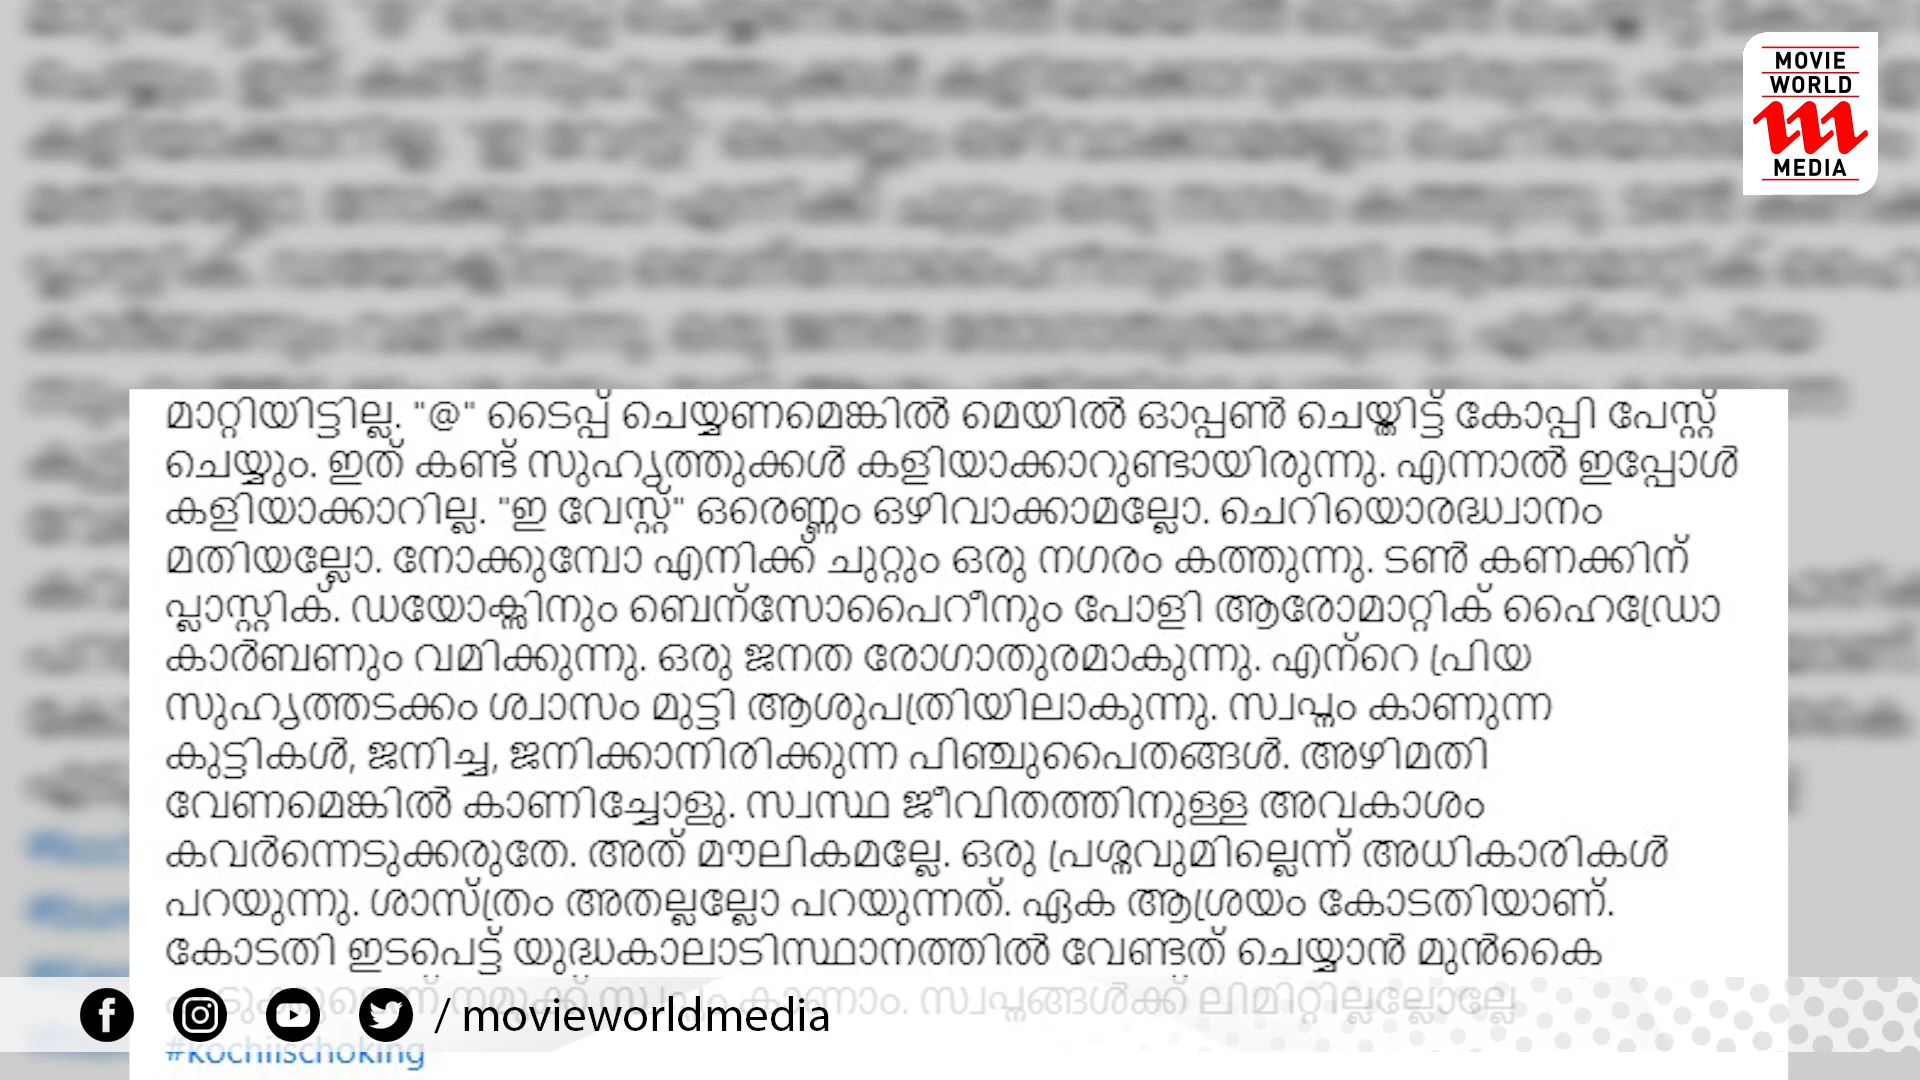 MOVIE
WORLD
MEDIA
മാറ്റിയിട്ടില്ല. "@" ടൈപ്പ് ചെയ്യണമെങ്കിൽ മെയിൽ ഓപ്പൺ ചെയ്തിട്ട് കോപ്പി പേസ്റ്റ്
ചെയ്യും. ഇത് കണ്ട് സുഹൃത്തുക്കൾ കളിയാക്കാറുണ്ടായിരുന്നു. എന്നാൽ ഇപ്പോൾ
കളിയാക്കാറില്ല. "ഇ വേസ്റ്റ്" ഒരെണ്ണം ഒഴിവാക്കാമല്ലോ. ചെറിയൊരദ്ധ്വാനം
മതിയല്ലോ. നോക്കുമ്പോ എനിക്ക് ചുറ്റും ഒരു നഗരം കത്തുന്നു. ടൺ കണക്കിന്
പ്ലാസ്റ്റിക്. ഡയോക്സിനും ബെന്സോപൈറീനും പോളി ആരോമാറ്റിക് ഹൈഡ്രോ
കാർബണും വമിക്കുന്നു. ഒരു ജനത രോഗാതുരമാകുന്നു. എന്റെ പ്രിയ
സുഹൃത്തടക്കം ശ്വാസം മുട്ടി ആശുപത്രിയിലാകുന്നു. സ്വപ്നം കാണുന്ന
കുട്ടികൾ, ജനിച്ച, ജനിക്കാനിരിക്കുന്ന പിഞ്ചുപൈതങ്ങൾ. അഴിമതി
വേണമെങ്കിൽ കാണിച്ചോളു. സ്വസ്ഥ ജീവിതത്തിനുള്ള അവകാശം
കവർന്നെടുക്കരുതേ. അത് മൗലികമല്ലേ. ഒരു പ്രശ്നവുമില്ലെന്ന് അധികാരികൾ
പറയുന്നു. ശാസ്ത്രം അതല്ലല്ലോ പറയുന്നത്. ഏക ആശ്രയം കോടതിയാണ്.
കോടതി ഇടപെട്ട് യുദ്ധകാലാടിസ്ഥാനത്തിൽ വേണ്ടത് ചെയ്യാൻ മുൻകൈ
നമുക്ക് സ്വപ്നം കാണാം. സ്വപ്നങ്ങൾക്ക് ലിമിറ്റില്ലല്ലോല്ലേ
/ movieworldmedia
#kochiischoking